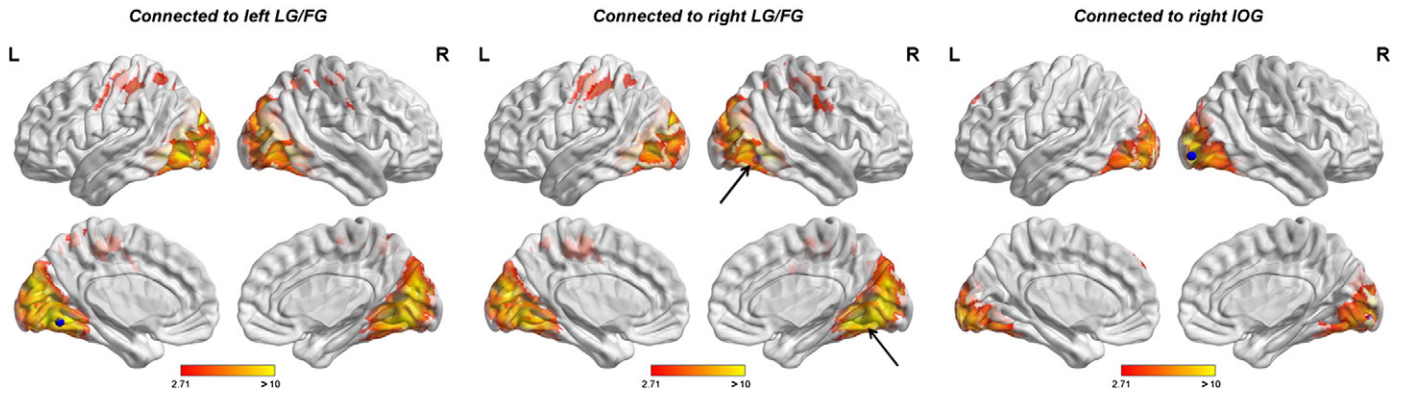 Connected to left LG/FG
Connected to right LG/FG
Connected to right IOG
L
R
L
R
L
R
2.71
> 10
2.71
> 10
2.71
> 10